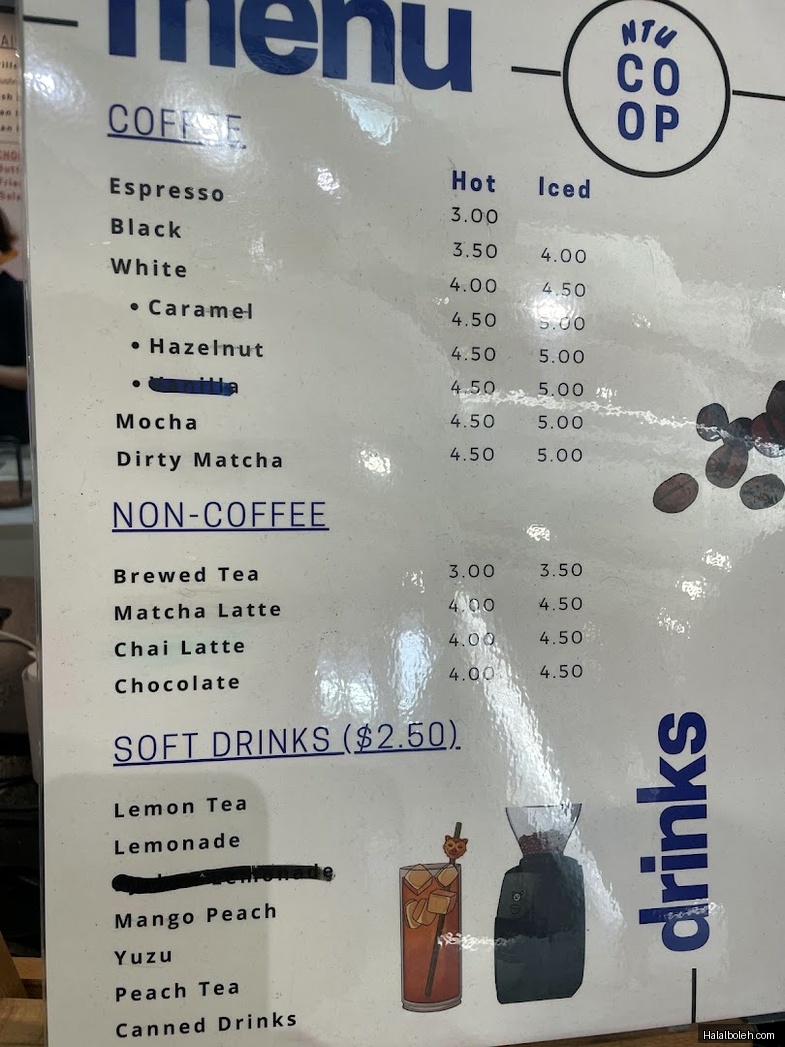 menu
NTU
CO
OP
COFFEE
Hot Iced
Espresso 3.00
Black 3.50 4.00
White 4.00 4.50
• Caramel 4.50 5.00
• Hazelnut 4.50 5.00
• Vanilla 4.50 5.00
Mocha 4.50 5.00
Dirty Matcha 4.50 5.00
NON-COFFEE
Brewed Tea 3.00 3.50
Matcha Latte 4.00 4.50
Chai Latte 4.00 4.50
Chocolate 4.00 4.50
SOFT DRINKS ($2.50)
Lemon Tea
Lemonade
Lemonade
Mango Peach
Yuzu
Peach Tea
Canned Drinks
drinks
Halalboleh.com